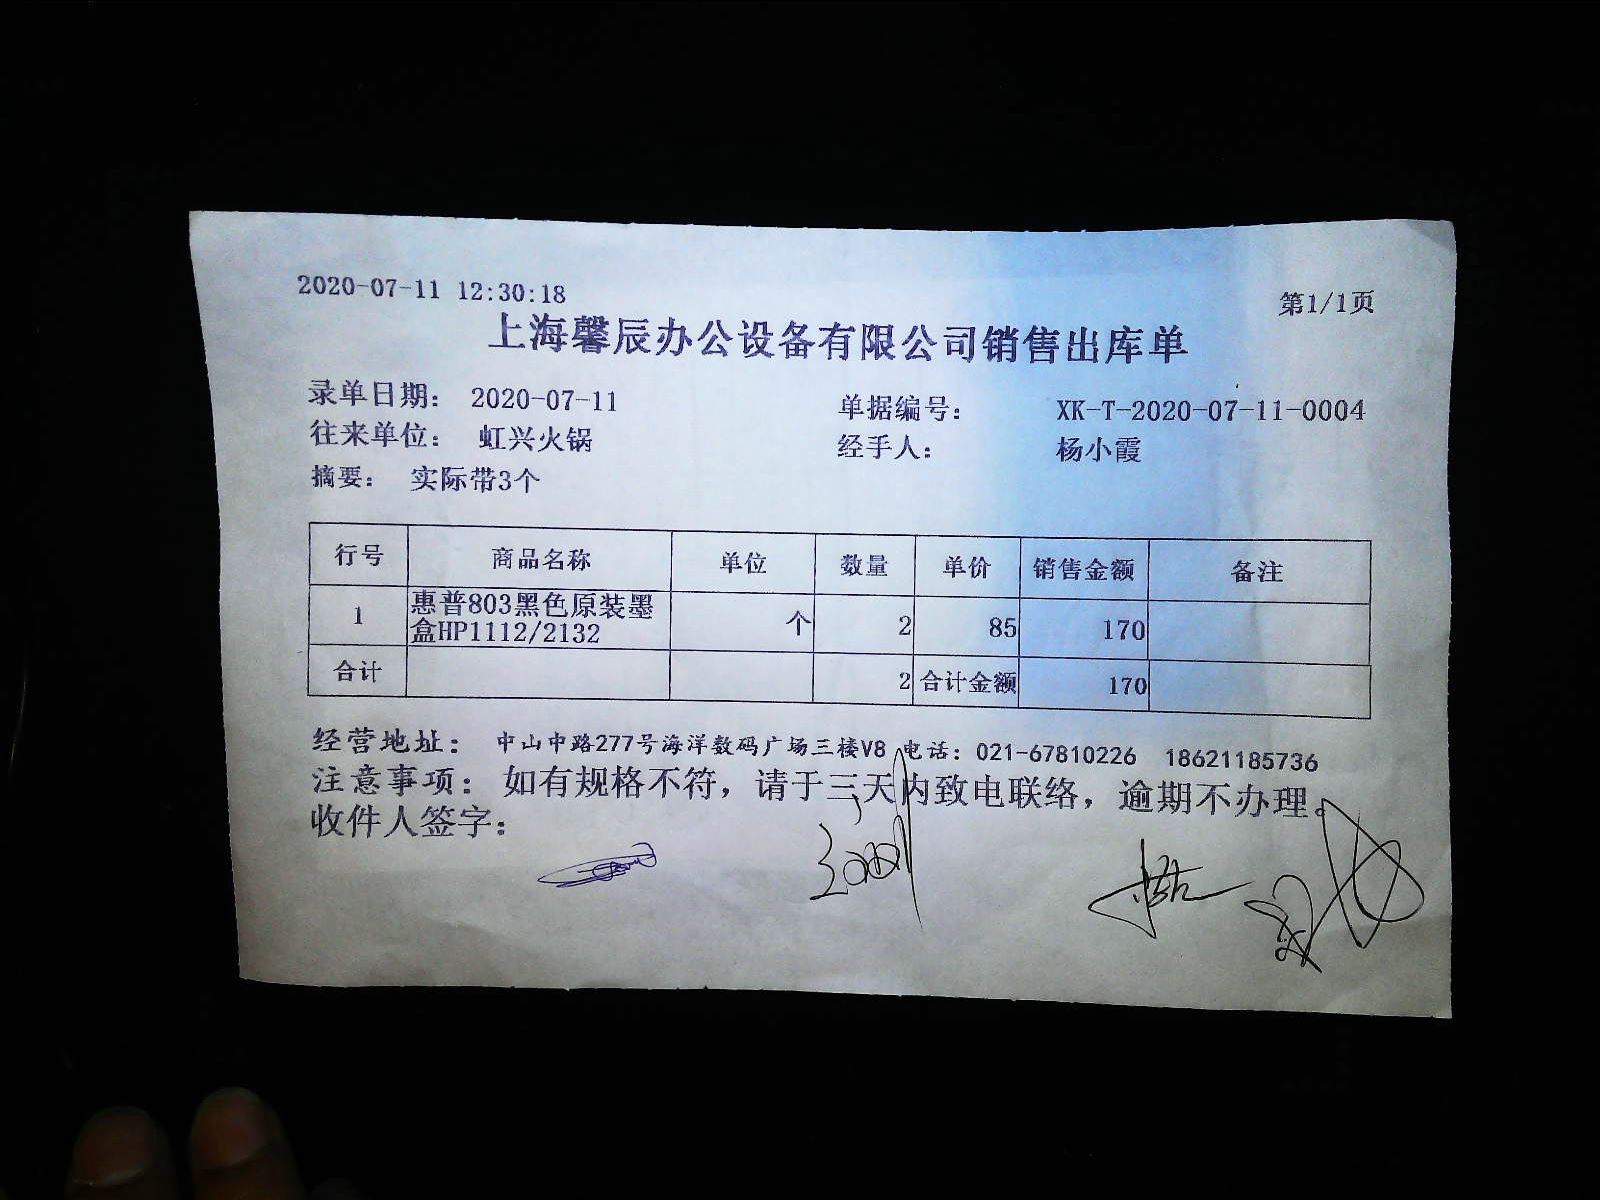 2020-07-11 12:30:18
第1/1页
上海馨辰办公设备有限公司销售出库单
录单日期： 2020-07-11 单据编号： XK-T-2020-07-11-0004
往来单位： 虹兴火锅 经手人： 杨小霞
摘要： 实际带3个
行号 商品名称 单位 数量 单价 销售金额 备注
1 惠普803黑色原装墨盒HP1112/2132 个 2 85 170
合计 2 合计金额 170
经营地址： 中山中路277号海洋数码广场三楼V8 电话：021-67810226 18621185736
注意事项： 如有规格不符，请于三天内致电联络，逾期不办理。
收件人签字：